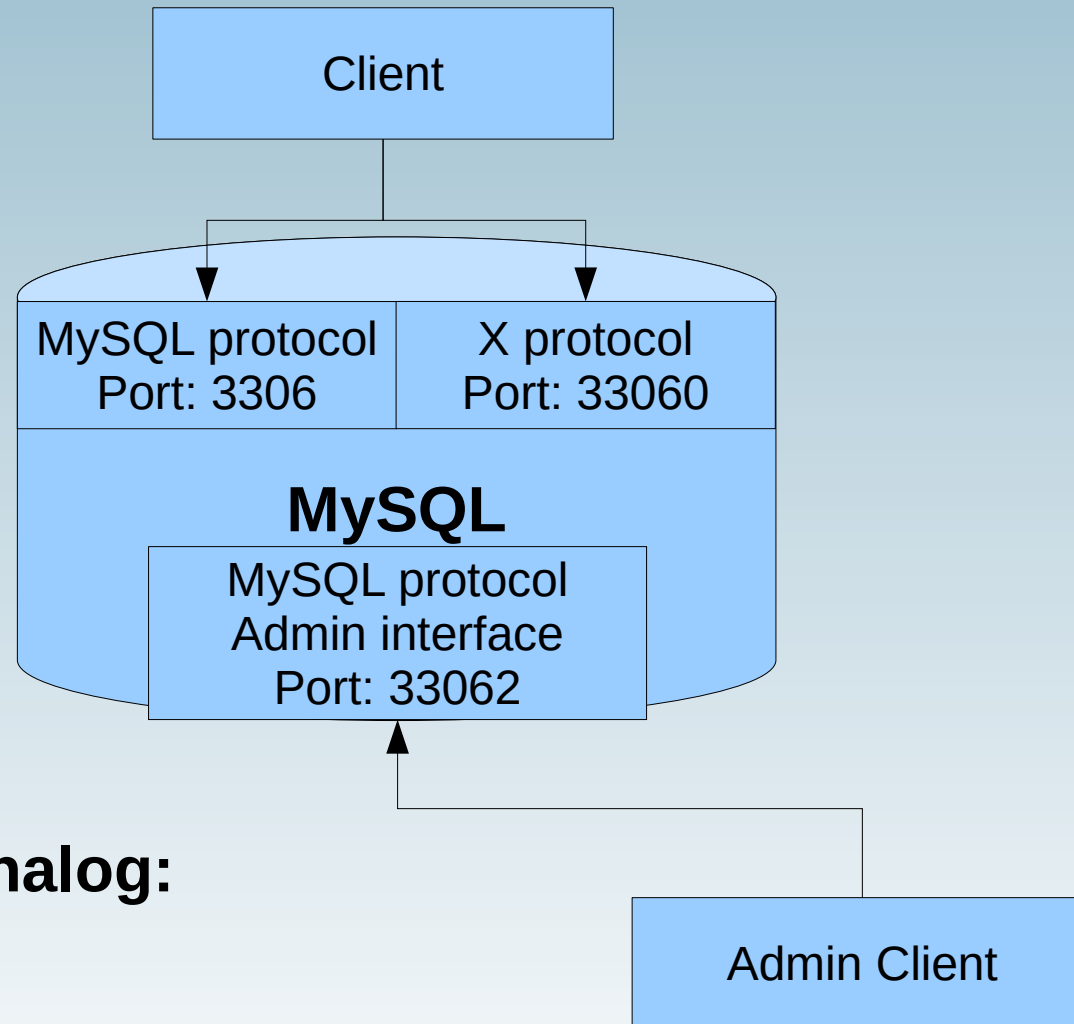 Client
MySQL protocol
Port: 3306
X protocol
Port: 33060
MySQL
MySQL protocol
Admin interface
Port: 33062
nalog:
Admin Client